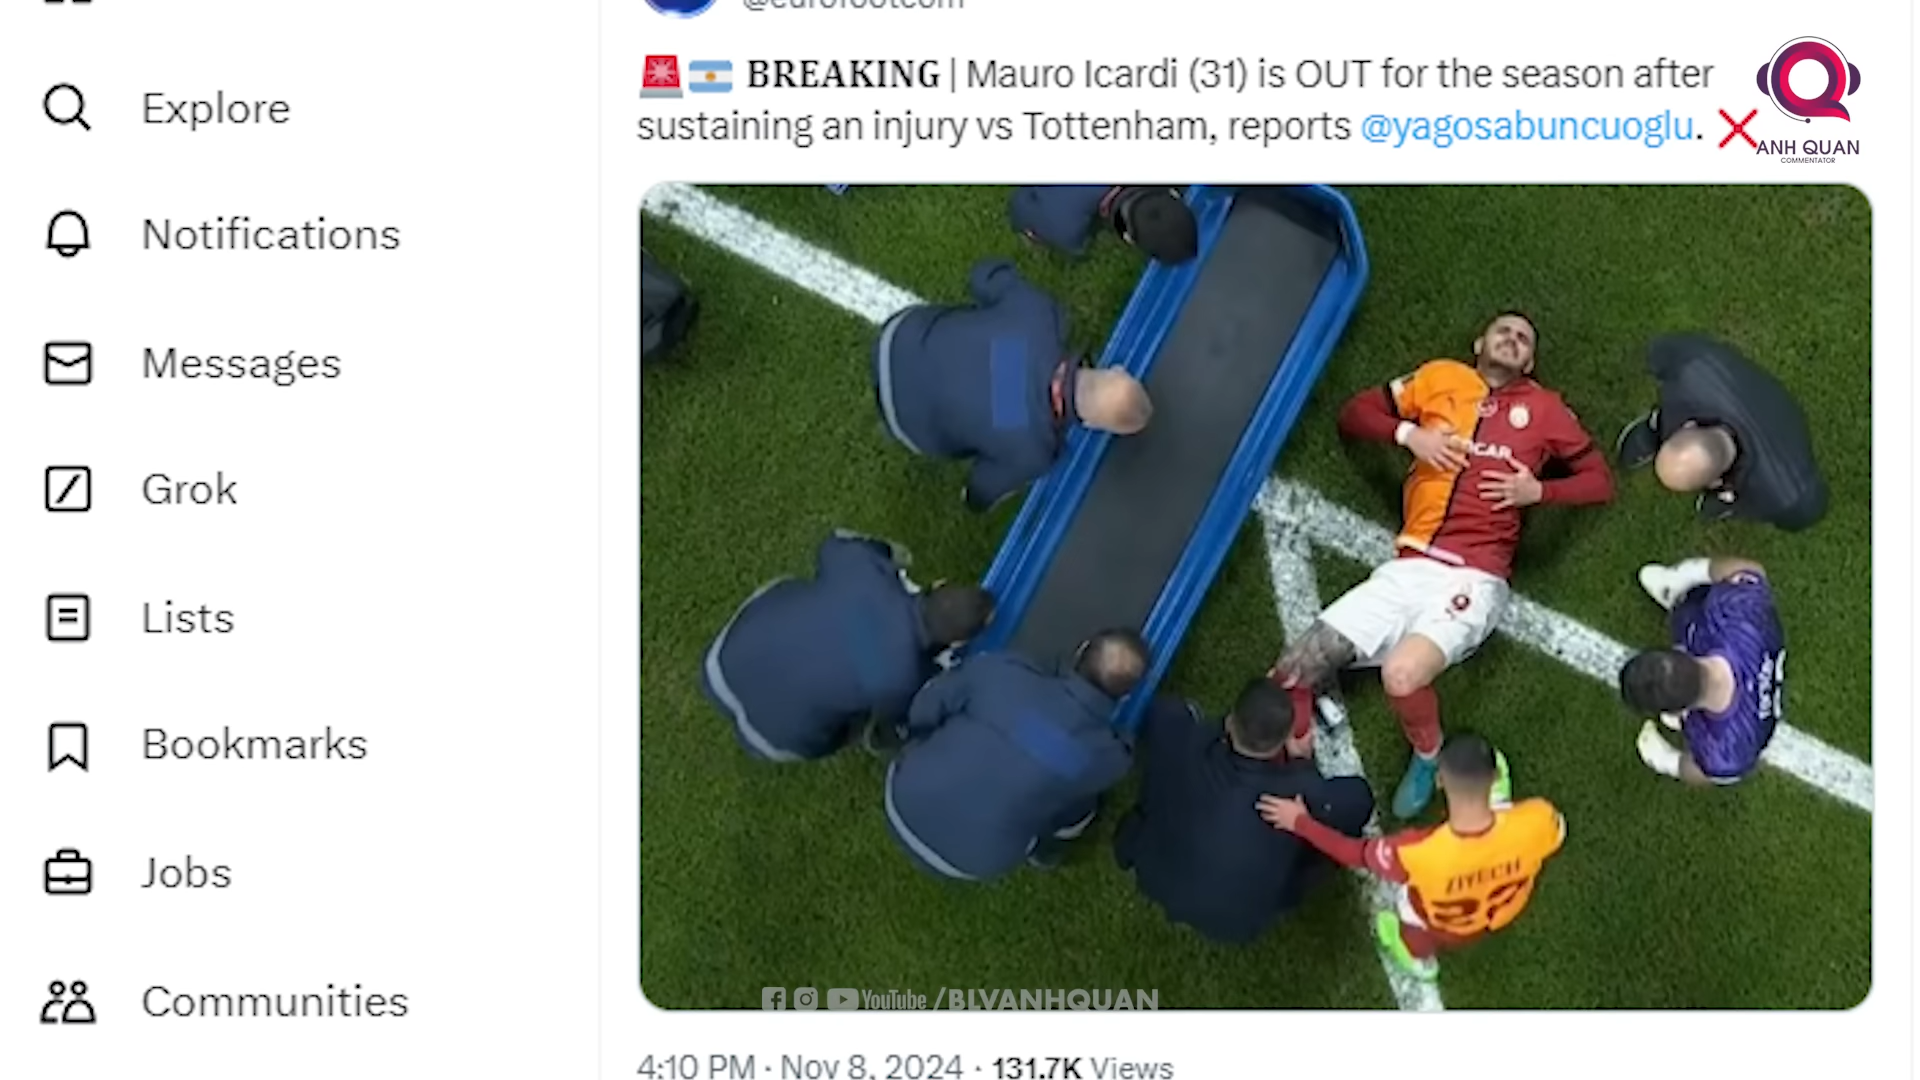 @eurofootcom
🚨🇦🇷 BREAKING | Mauro Icardi (31) is OUT for the season after
sustaining an injury vs Tottenham, reports @yagosabuncuoglu. ❌
ANH QUAN
COMMENTATOR
Explore
Notifications
Messages
Grok
Lists
Bookmarks
Jobs
Communities
9
ZIYECH
22
YouTube /BLVANHQUAN
4:10 PM · Nov 8, 2024 · 131.7K Views